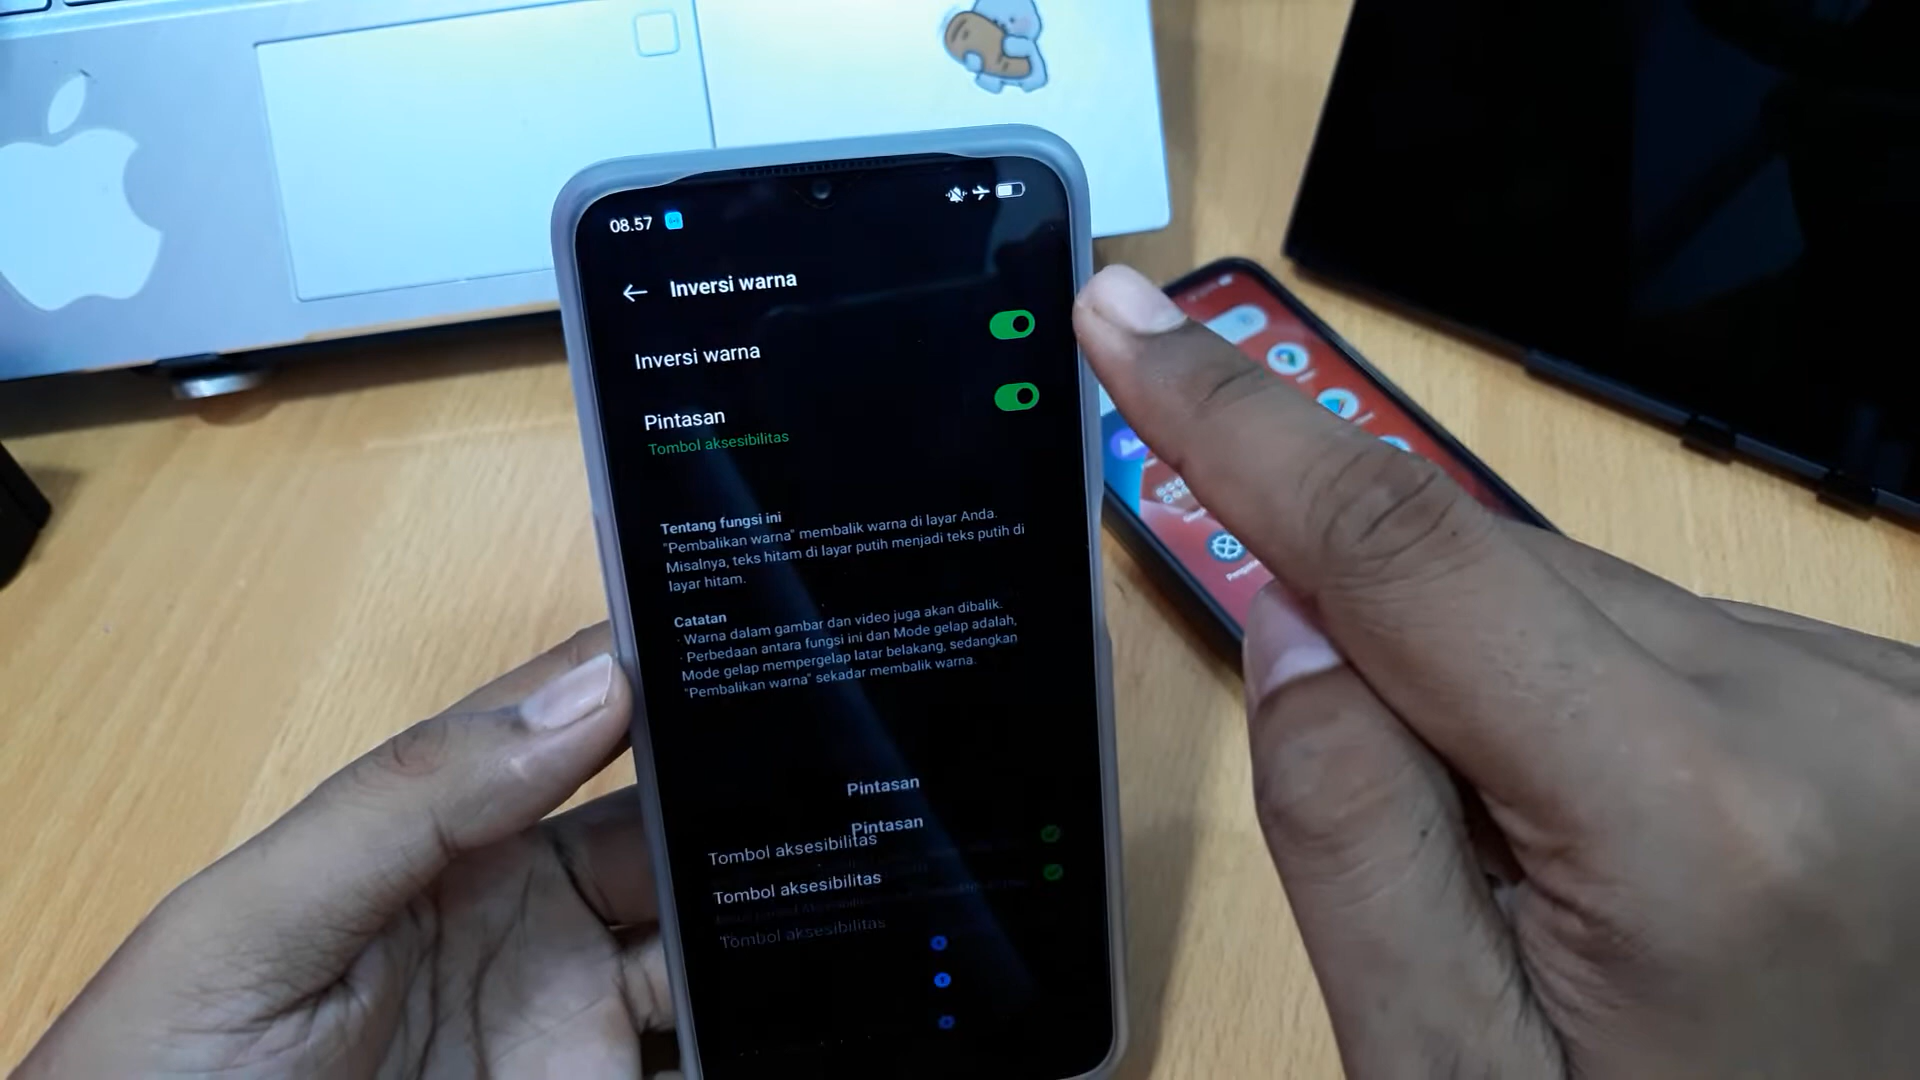 08.57
Inversi warna
Inversi warna
Pintasan
Tombol aksesibilitas
Tentang fungsi ini
"Pembalikan warna" membalik warna di layar Anda.
Misalnya, teks hitam di layar putih menjadi teks putih di
layar hitam.
Catatan
· Warna dalam gambar dan video juga akan dibalik.
· Perbedaan antara fungsi ini dan Mode gelap adalah,
Mode gelap mempergelap latar belakang, sedangkan
"Pembalikan warna" sekadar membalik warna.
Pintasan
Pintasan
Tombol aksesibilitas
Tombol aksesibilitas
Tombol aksesibilitas